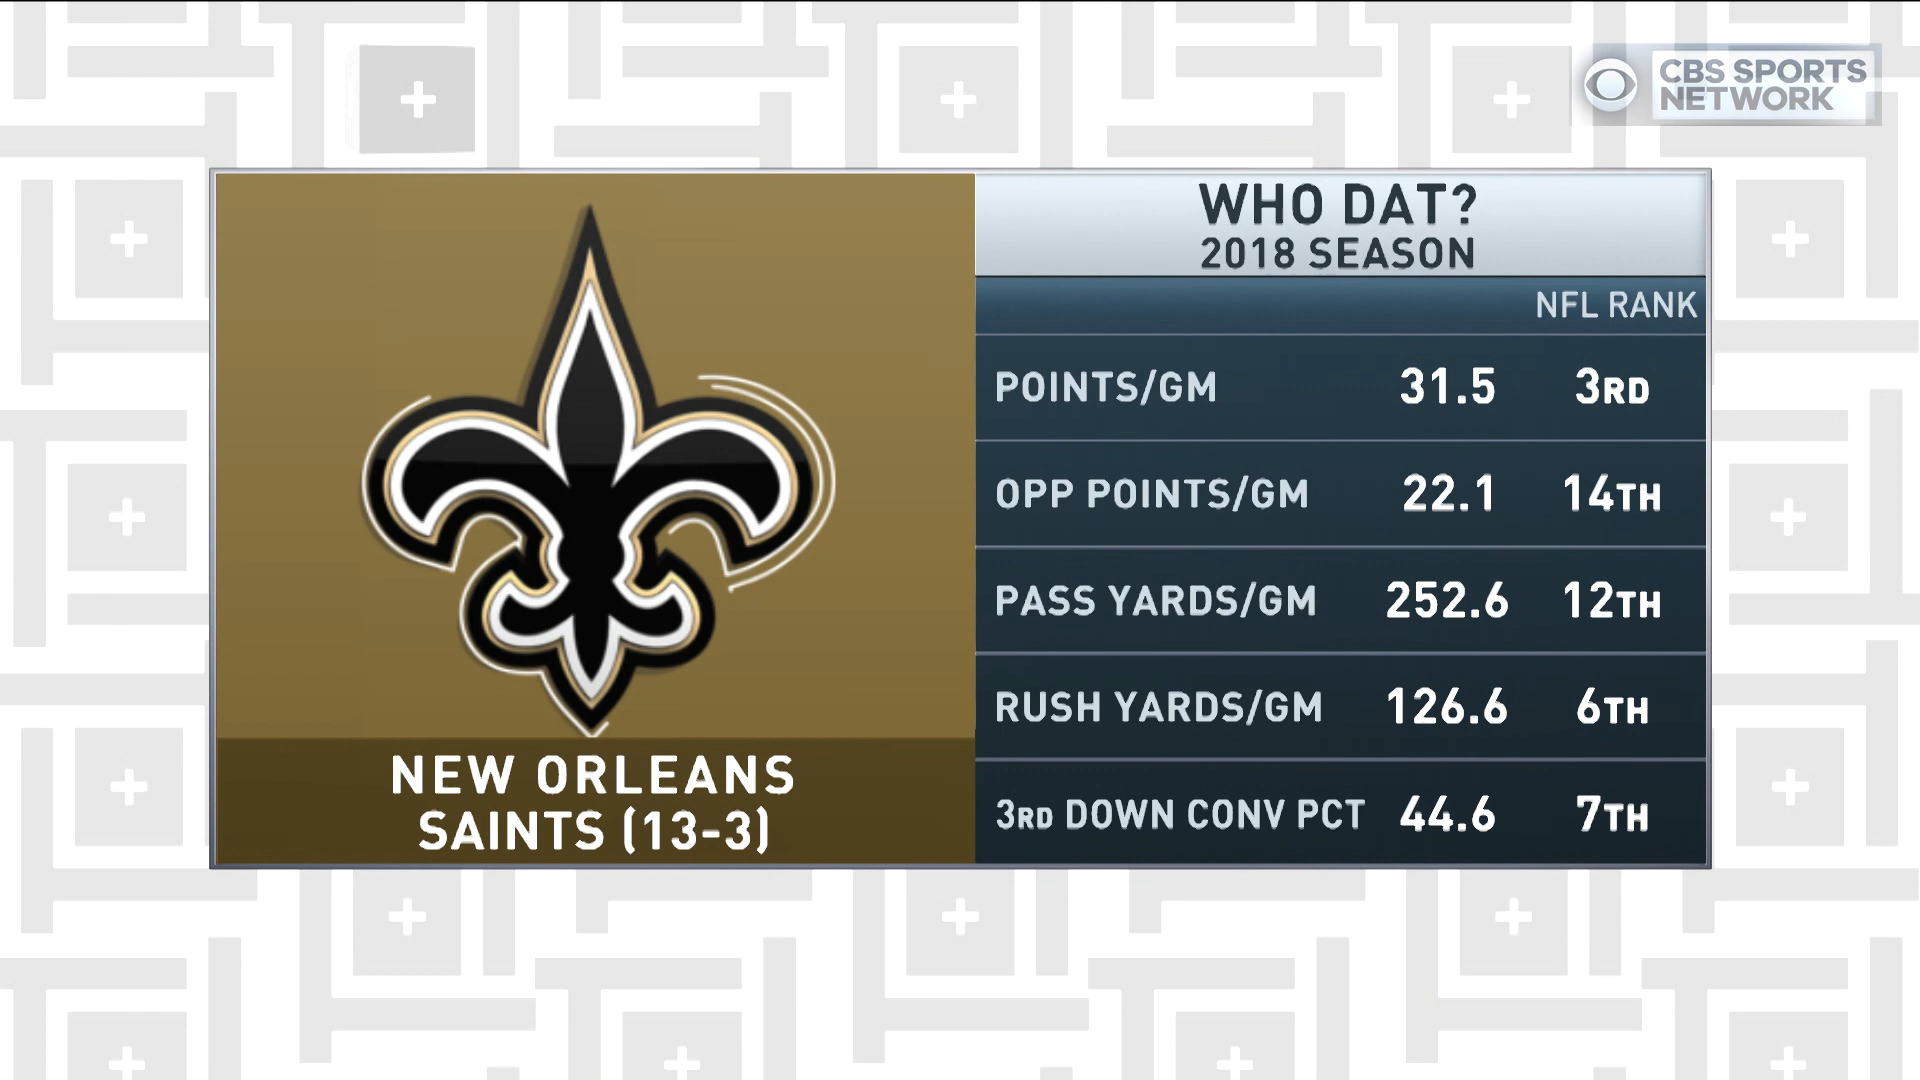 CBS SPORTS
NETWORK
WHO DAT?
2018 SEASON
NFL RANK
POINTS/GM 31.5 3RD
OPP POINTS/GM 22.1 14TH
PASS YARDS/GM 252.6 12TH
RUSH YARDS/GM 126.6 6TH
3RD DOWN CONV PCT 44.6 7TH
NEW ORLEANS
SAINTS (13-3)